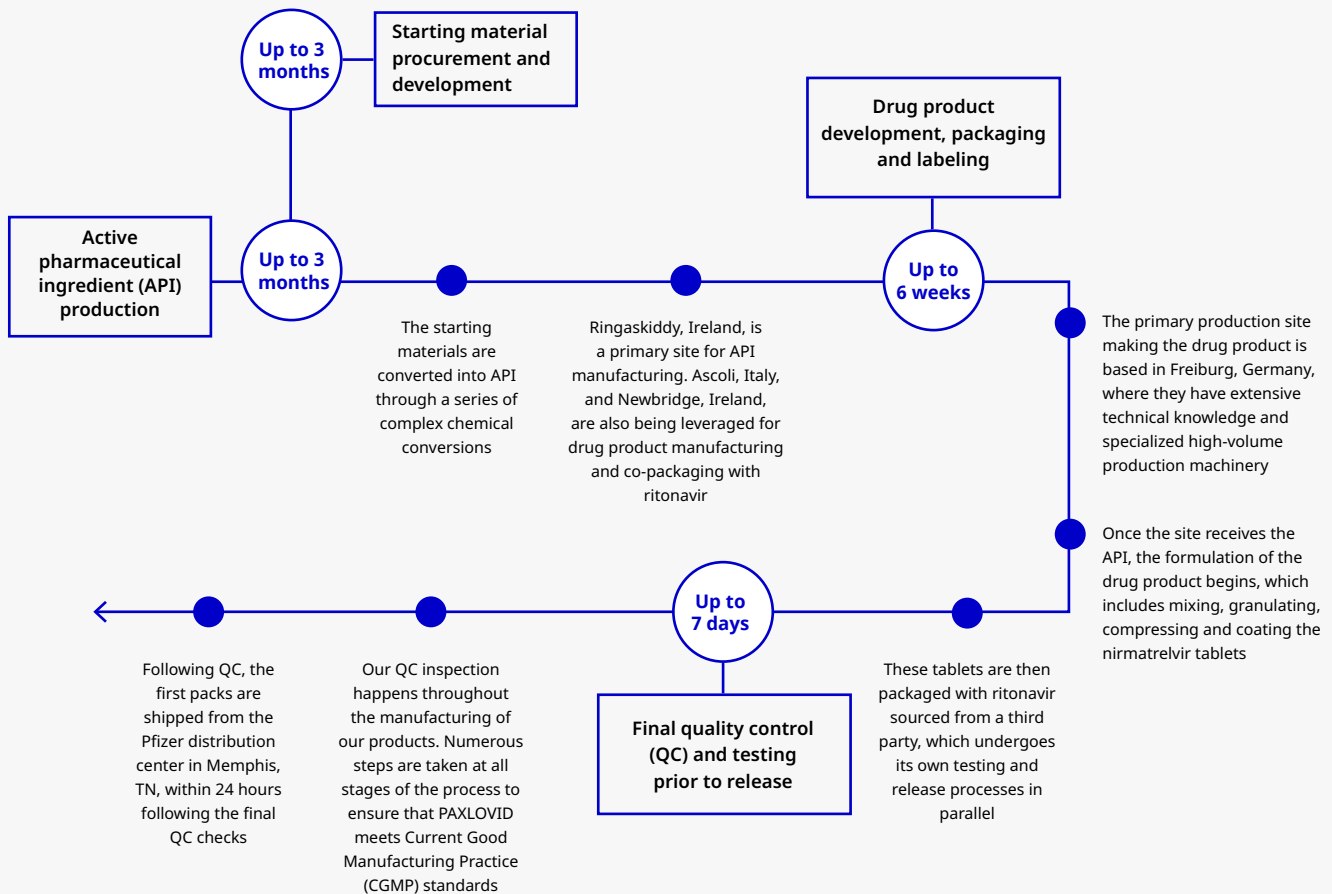 Up to 3
months
Starting material
procurement and
development
Active
pharmaceutical
ingredient (API)
production
Up to 3
months
The starting
materials are
converted into API
through a series of
complex chemical
conversions
Ringaskiddy, Ireland, is
a primary site for API
manufacturing. Ascoli, Italy,
and Newbridge, Ireland,
are also being leveraged for
drug product manufacturing
and co-packaging with
ritonavir
Drug product
development, packaging
and labeling
Up to
6 weeks
The primary production site
making the drug product is
based in Freiburg, Germany,
where they have extensive
technical knowledge and
specialized high-volume
production machinery
Once the site receives the
API, the formulation of the
drug product begins, which
includes mixing, granulating,
compressing and coating the
nirmatrelvir tablets
These tablets are then
packaged with ritonavir
sourced from a third
party, which undergoes
its own testing and
release processes in
parallel
Up to
7 days
Final quality control
(QC) and testing
prior to release
Our QC inspection
happens throughout
the manufacturing of
our products. Numerous
steps are taken at all
stages of the process to
ensure that PAXLOVID
meets Current Good
Manufacturing Practice
(CGMP) standards
Following QC, the
first packs are
shipped from the
Pfizer distribution
center in Memphis,
TN, within 24 hours
following the final
QC checks